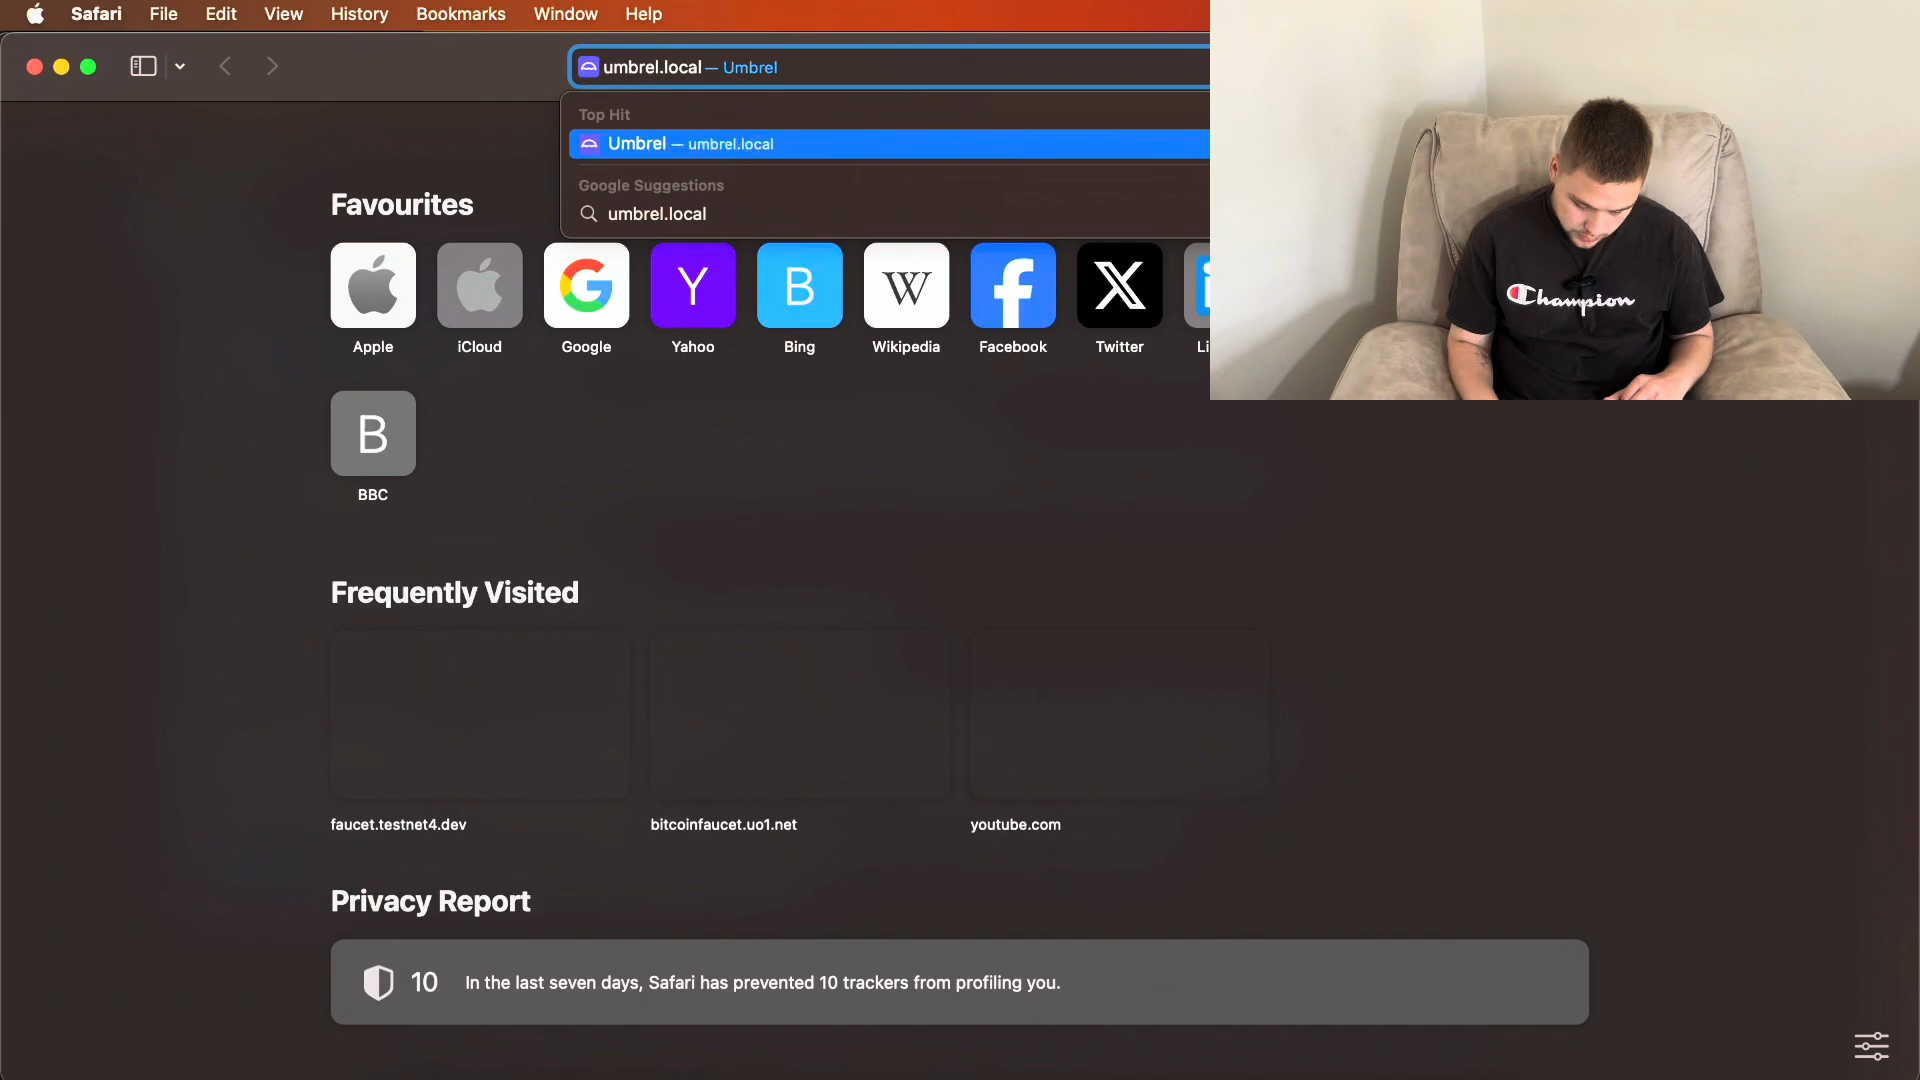 Safari File Edit View History Bookmarks Window Help
umbrel.local — Umbrel
Top Hit
Umbrel — umbrel.local
Google Suggestions
umbrel.local
Favourites
Y B W f X
Apple iCloud Google Yahoo Bing Wikipedia Facebook Twitter Li
B
BBC
Champion
Frequently Visited
faucet.testnet4.dev bitcoinfaucet.uo1.net youtube.com
Privacy Report
10 In the last seven days, Safari has prevented 10 trackers from profiling you.